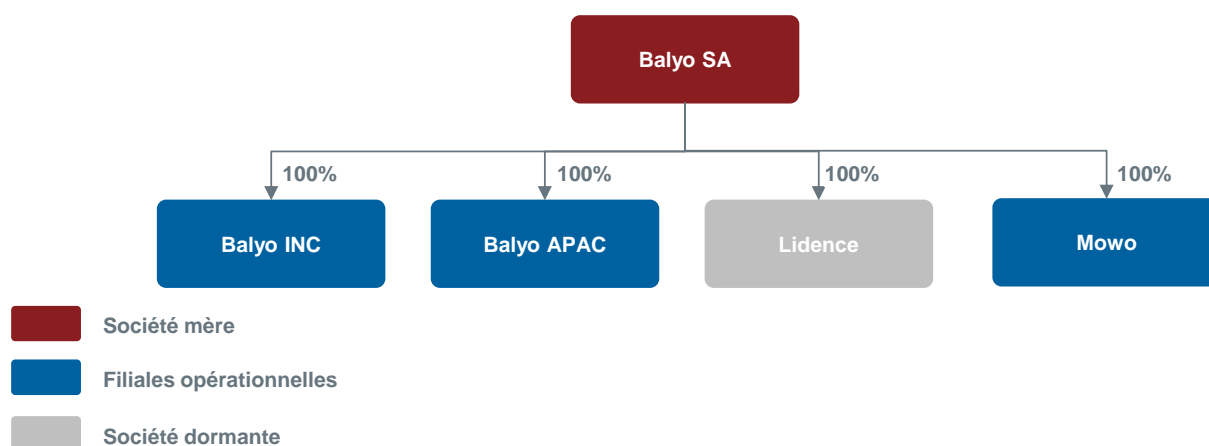 Balyo SA
100%
100%
100%
100%
Balyo INC
Balyo APAC
Lidence
Mowo
Société mère
Filiales opérationnelles
Société dormante